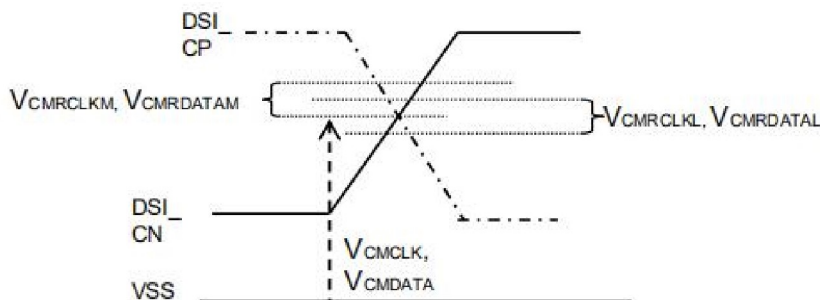 DSI_
CP
VCMRCLKM, VCMRDATAM
VCMRCLKL, VCMRDATAL
DSI_
CN
VCMCLK,
VCMDATA
VSS